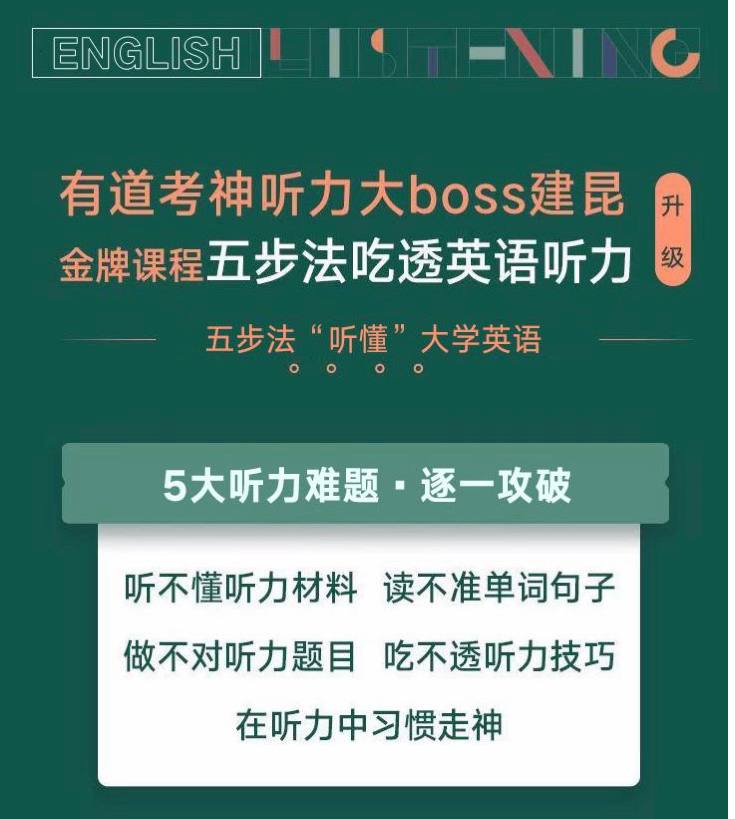 ENGLISH LISTENING
有道考神听力大boss建昆
金牌课程五步法吃透英语听力
升级
五步法“听懂”大学英语
5大听力难题·逐一攻破
听不懂听力材料 读不准单词句子
做不对听力题目 吃不透听力技巧
在听力中习惯走神